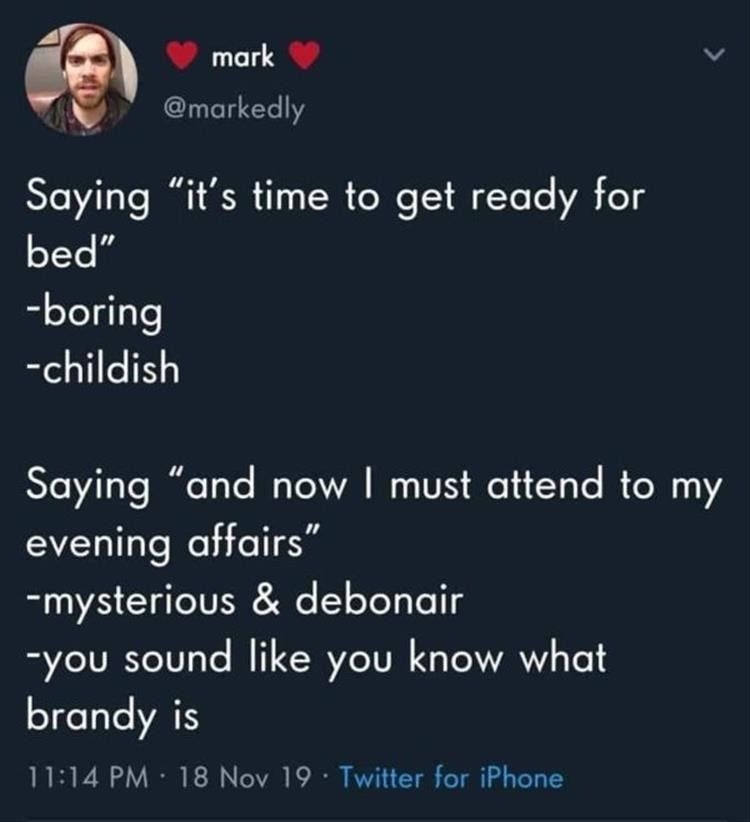 mark
@markedly
Saying “it’s time to get ready for
bed”
-boring
-childish
Saying “and now I must attend to my
evening affairs”
-mysterious & debonair
-you sound like you know what
brandy is
11:14 PM · 18 Nov 19 · Twitter for iPhone